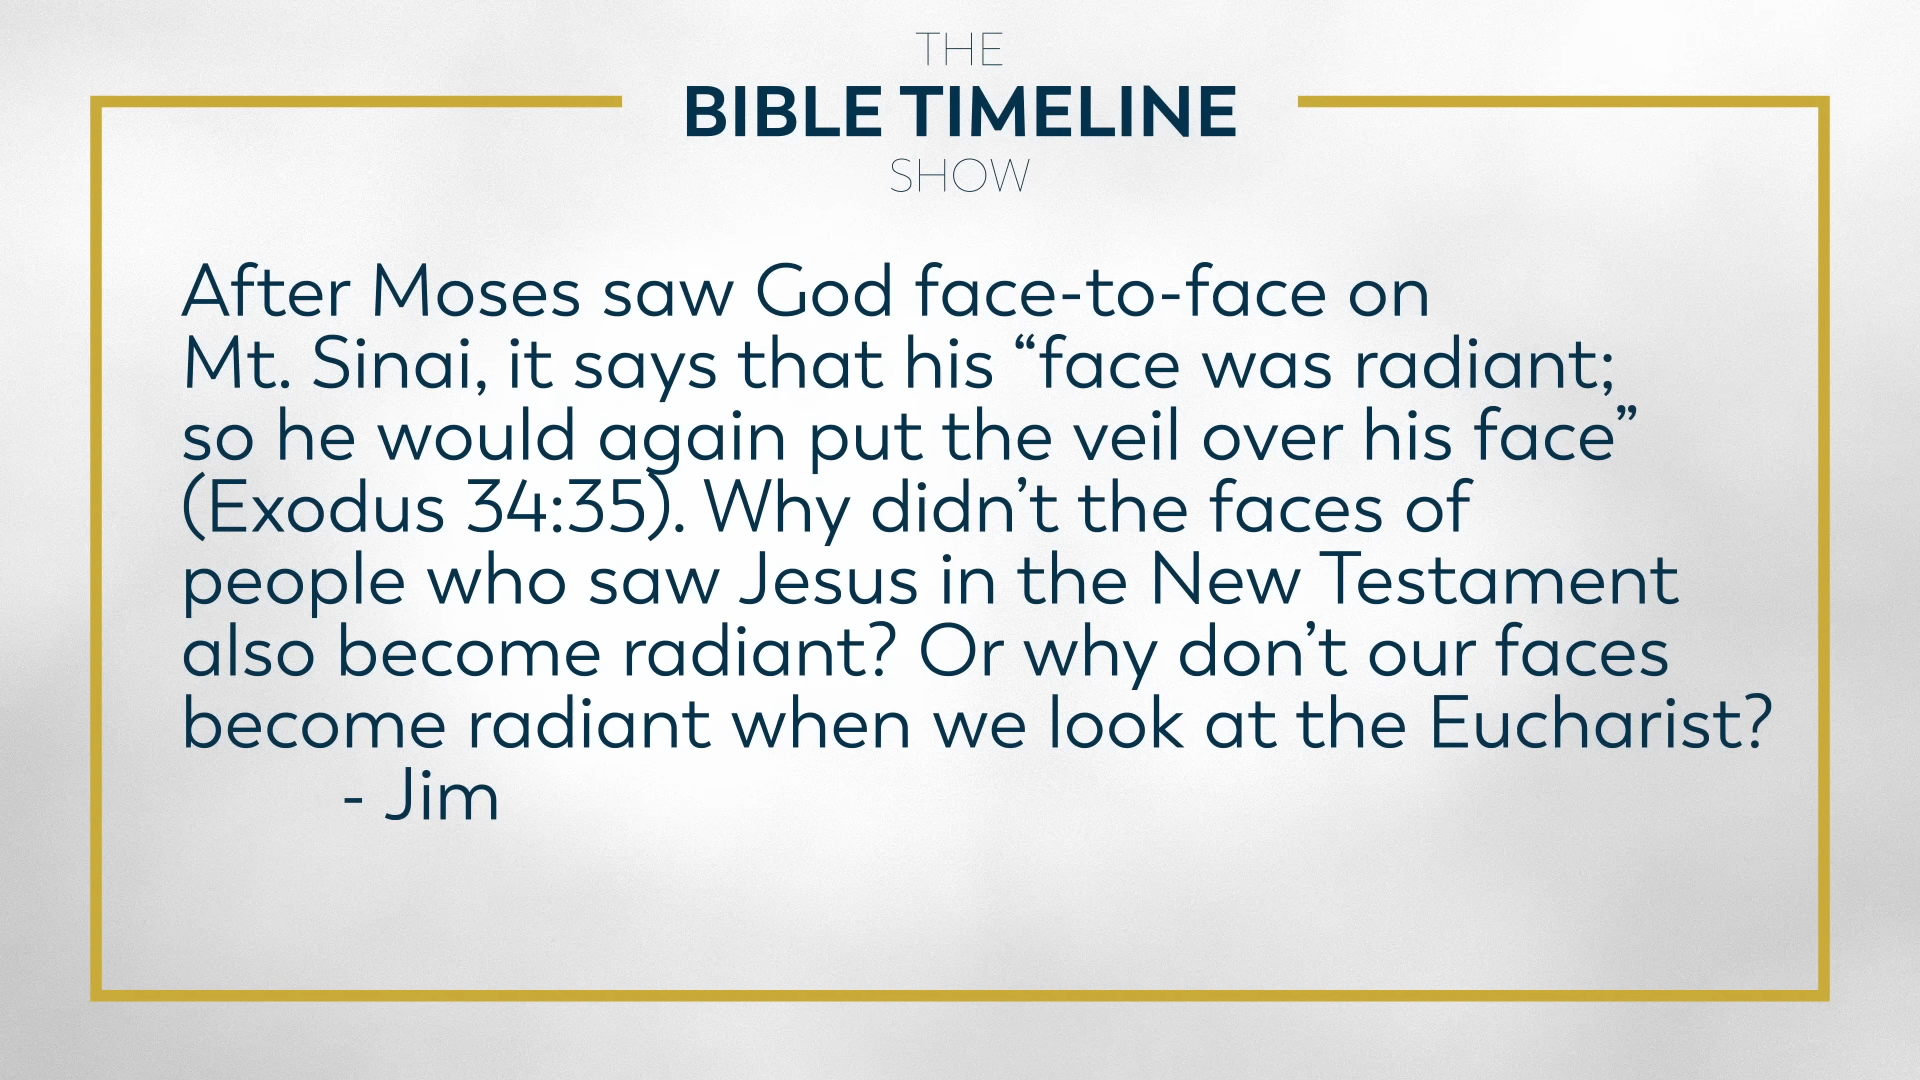 THE
BIBLE TIMELINE
SHOW
After Moses saw God face-to-face on
Mt. Sinai, it says that his “face was radiant;
so he would again put the veil over his face”
(Exodus 34:35). Why didn’t the faces of
people who saw Jesus in the New Testament
also become radiant? Or why don’t our faces
become radiant when we look at the Eucharist?
- Jim